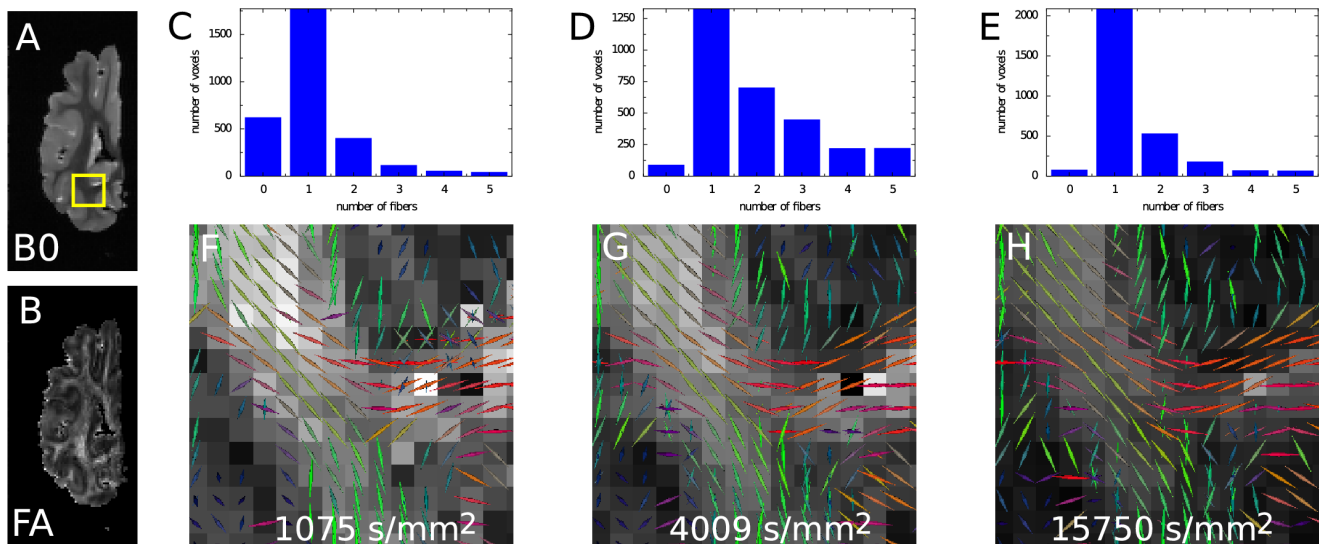 A
B0
B
FA
C
number of voxels
1500
1000
500
0
0 1 2 3 4 5
number of fibers
D
number of voxels
1250
1000
750
500
250
0
0 1 2 3 4 5
number of fibers
E
number of voxels
2000
1500
1000
500
0
0 1 2 3 4 5
number of fibers
F
1075 s/mm²
G
4009 s/mm²
H
15750 s/mm²